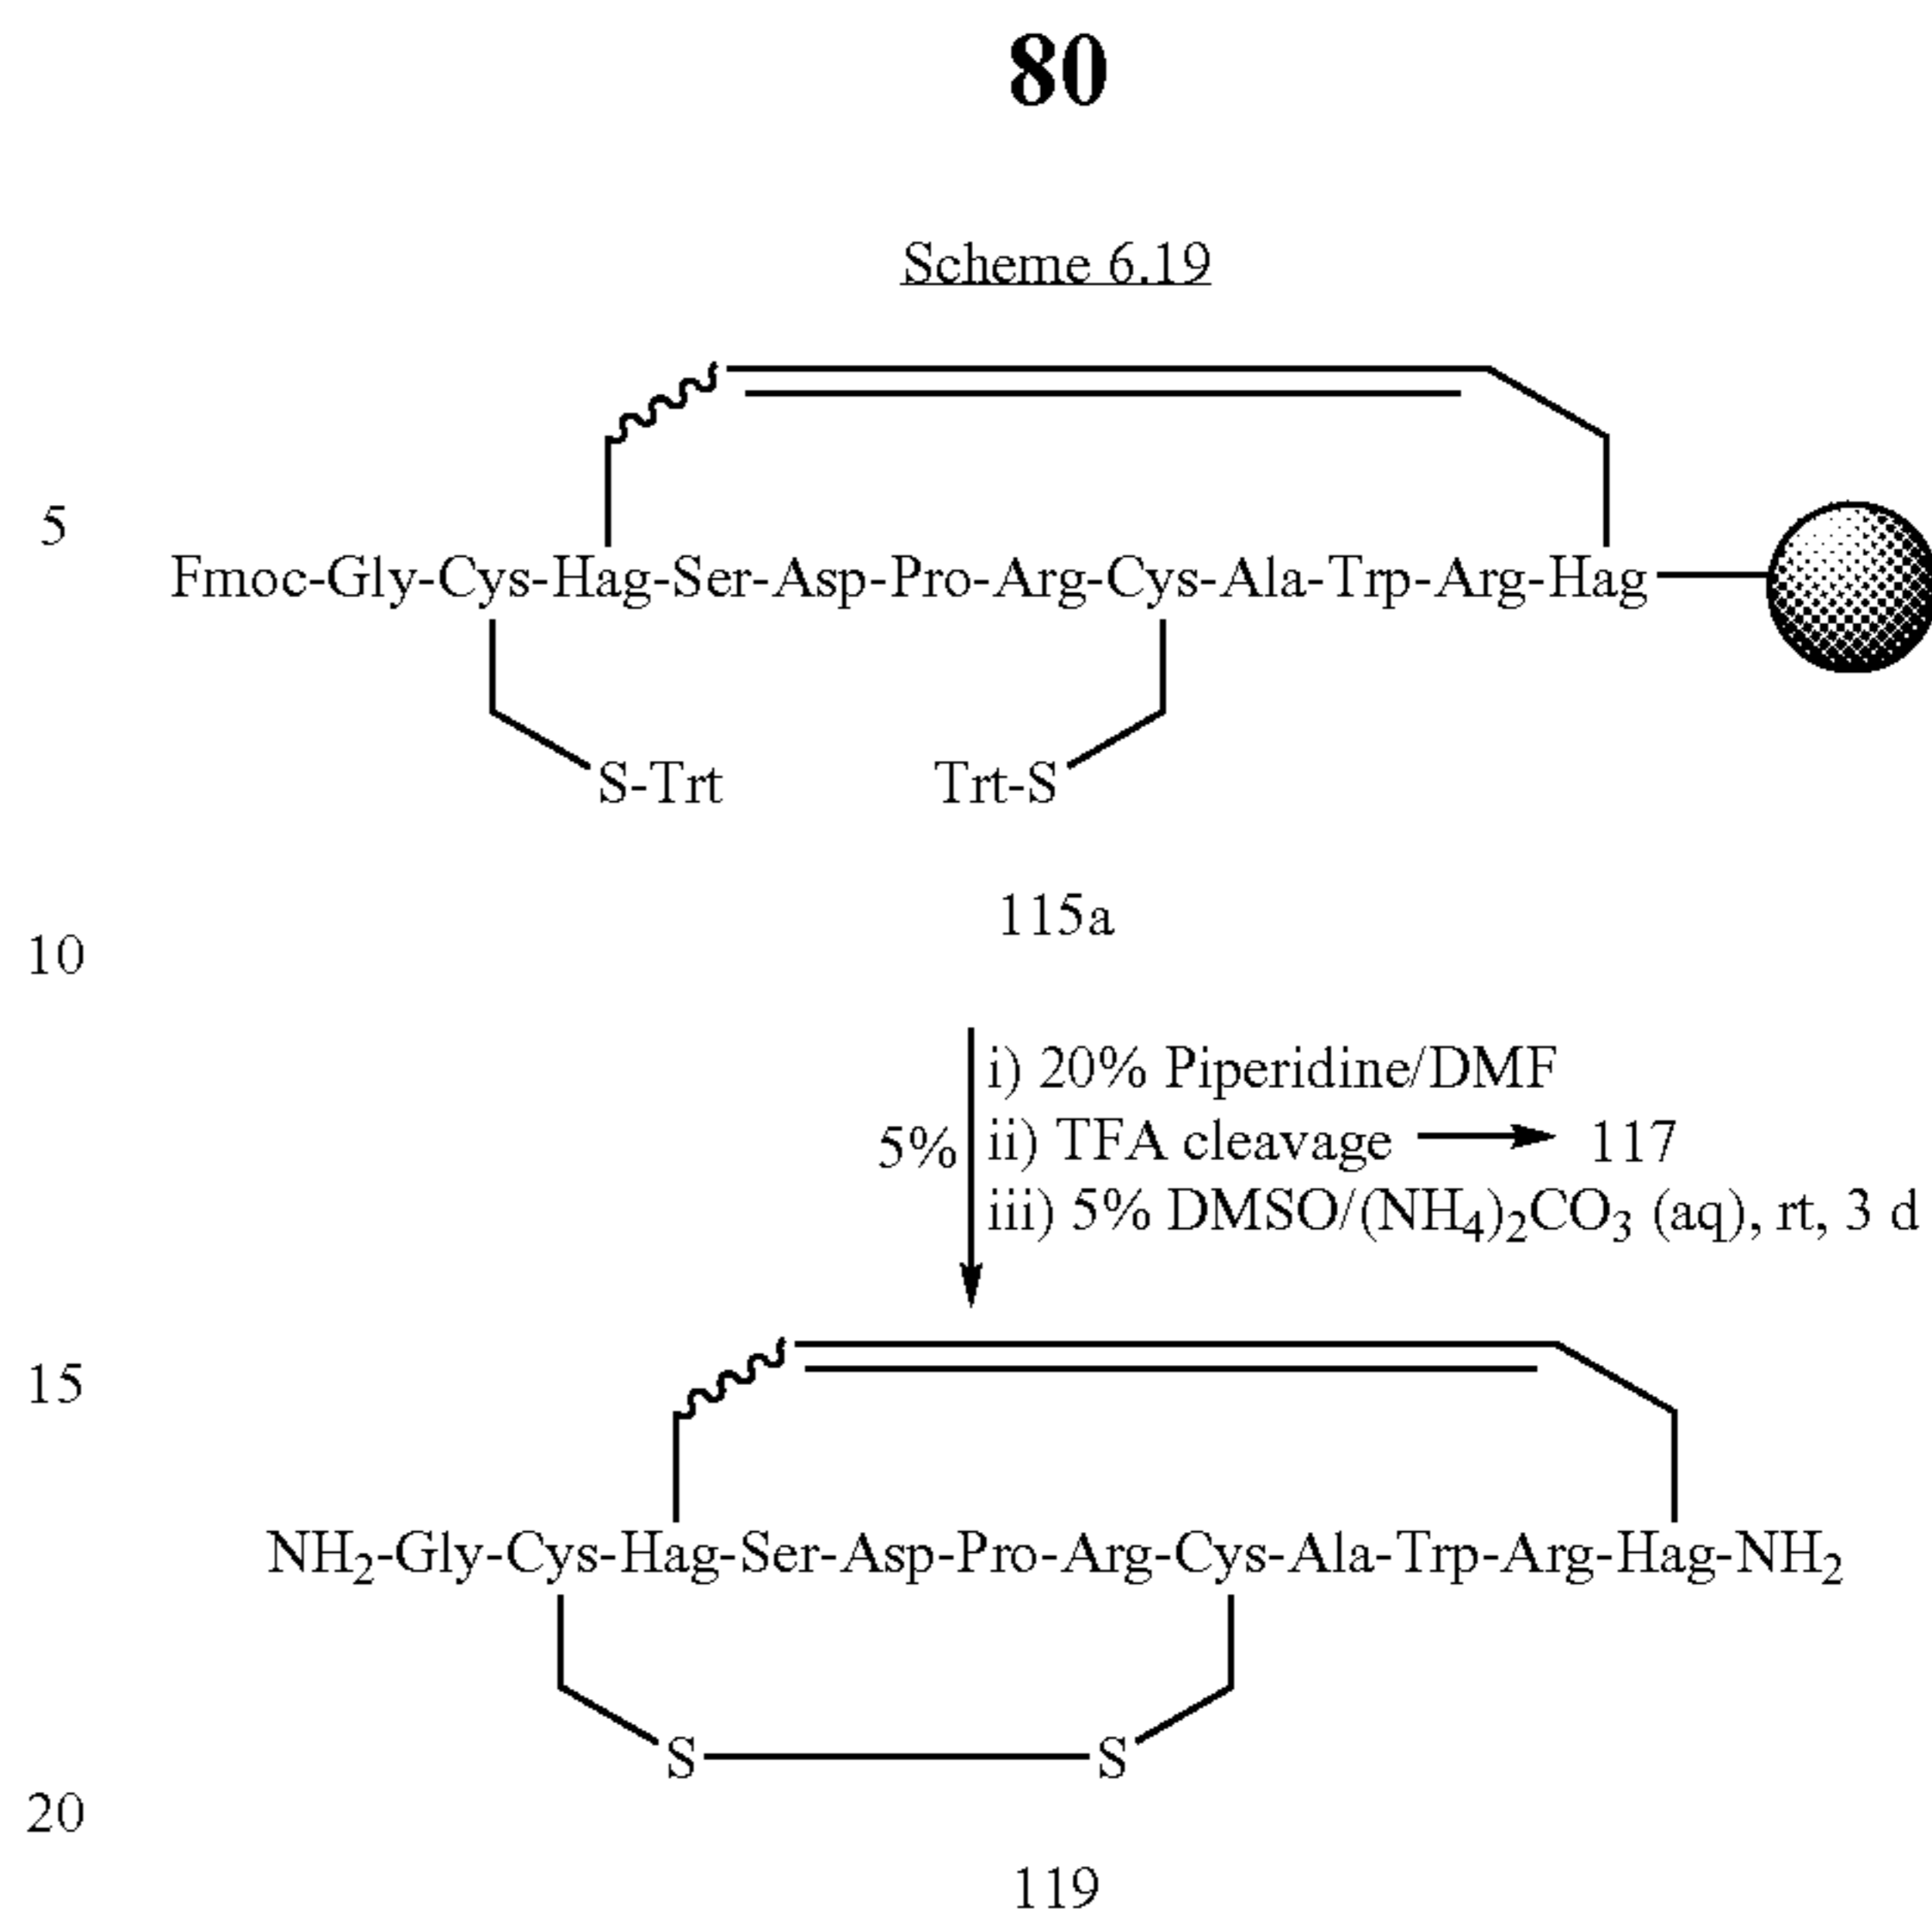 80
Scheme 6.19
5
Fmoc-Gly-Cys-Hag-Ser-Asp-Pro-Arg-Cys-Ala-Trp-Arg-Hag
S-Trt
Trt-S
115a
10
i) 20% Piperidine/DMF
5%
ii) TFA cleavage → 117
iii) 5% DMSO/(NH₄)₂CO₃ (aq), rt, 3 d
15
NH₂-Gly-Cys-Hag-Ser-Asp-Pro-Arg-Cys-Ala-Trp-Arg-Hag-NH₂
S
S
20
119